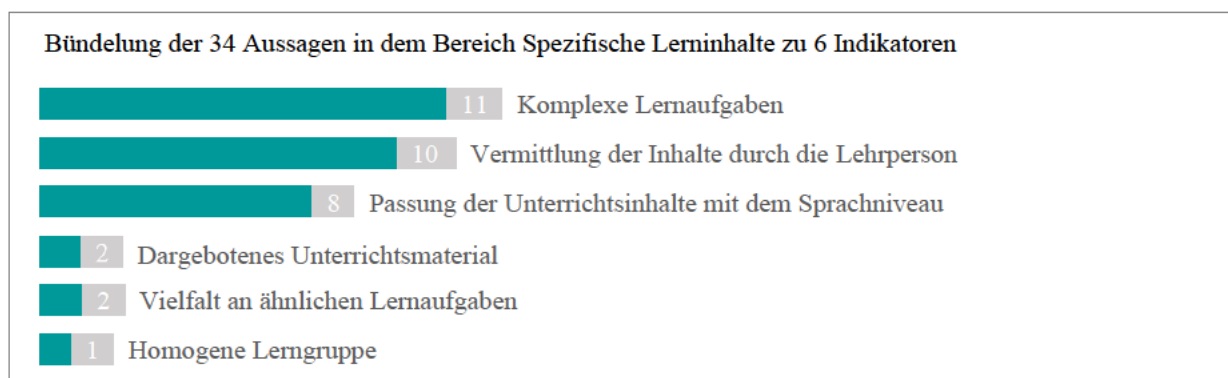 Bündelung der 34 Aussagen in dem Bereich Spezifische Lerninhalte zu 6 Indikatoren
11 Komplexe Lernaufgaben
10 Vermittlung der Inhalte durch die Lehrperson
8 Passung der Unterrichtsinhalte mit dem Sprachniveau
2 Dargebotenes Unterrichtsmaterial
2 Vielfalt an ähnlichen Lernaufgaben
1 Homogene Lerngruppe